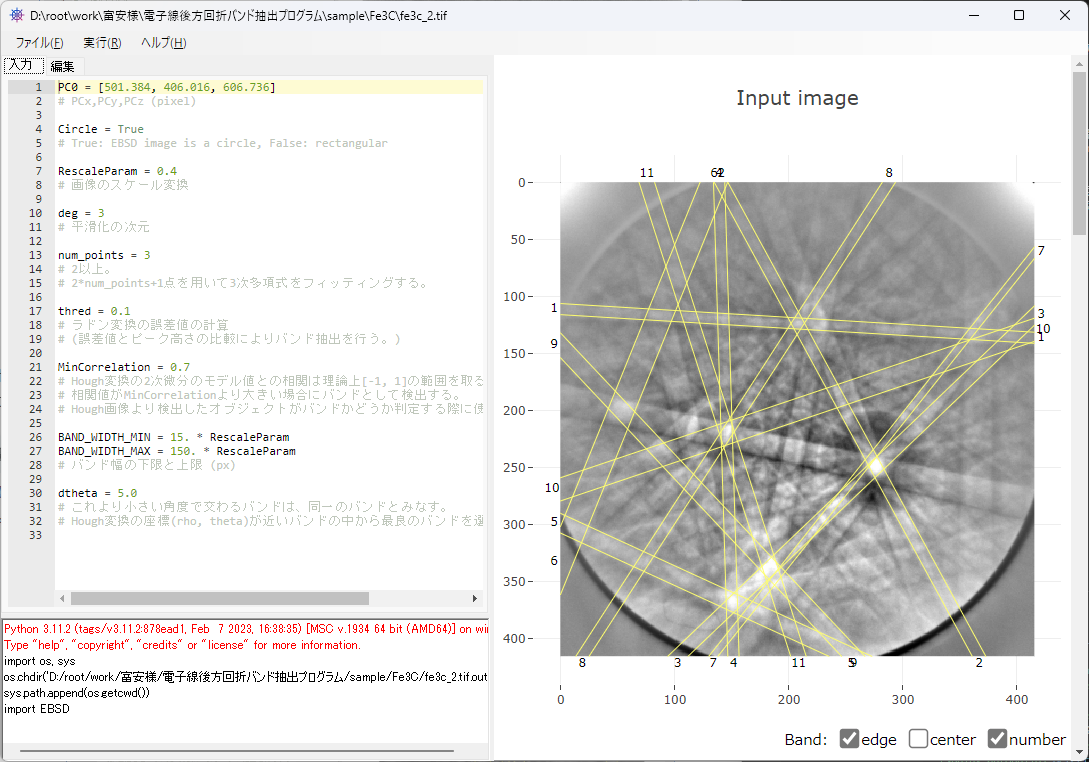 D:\root\work\富安様\電子線後方回折バンド抽出プログラム\sample\Fe3C\fe3c_2.tif
ファイル(F) 実行(R) ヘルプ(H)
入力 編集
1 PC0 = [501.384, 406.016, 606.736]
2 # PCx,PCy,PCz (pixel)
3
4 Circle = True
5 # True: EBSD image is a circle, False: rectangular
6
7 RescaleParam = 0.4
8 # 画像のスケール変換
9
10 deg = 3
11 # 平滑化の次元
12
13 num_points = 3
14 # 2以上。
15 # 2*num_points+1点を用いて3次多項式をフィッティングする。
16
17 thred = 0.1
18 # ラドン変換の誤差値の計算
19 # (誤差値とピーク高さの比較によりバンド抽出を行う。)
20
21 MinCorrelation = 0.7
22 # Hough変換の2次微分のモデル値との相関は理論上[-1, 1]の範囲を取る
23 # 相関値がMinCorrelationより大きい場合にバンドとして検出する。
24 # Hough画像より検出したオブジェクトがバンドかどうか判定する際に使
25
26 BAND_WIDTH_MIN = 15. * RescaleParam
27 BAND_WIDTH_MAX = 150. * RescaleParam
28 # バンド幅の下限と上限 (px)
29
30 dtheta = 5.0
31 # これより小さい角度で交わるバンドは、同一のバンドとみなす。
32 # Hough変換の座標(rho, theta)が近いバンドの中から最良のバンドを選
33
Python 3.11.2 (tags/v3.11.2:878ead1, Feb 7 2023, 16:38:35) [MSC v.1934 64 bit (AMD64)] on win
Type "help", "copyright", "credits" or "license" for more information.
import os, sys
os.chdir('D:/root/work/富安様/電子線後方回折バンド抽出プログラム/sample/Fe3C/fe3c_2.tif.out
sys.path.append(os.getcwd())
import EBSD
Input image
11 8
0
50
7
100
1
3
10
1
9
150
200
250
10
5
300
6
350
400
8 3 7 4 11 2
0 100 200 300 400
Band: edge center number